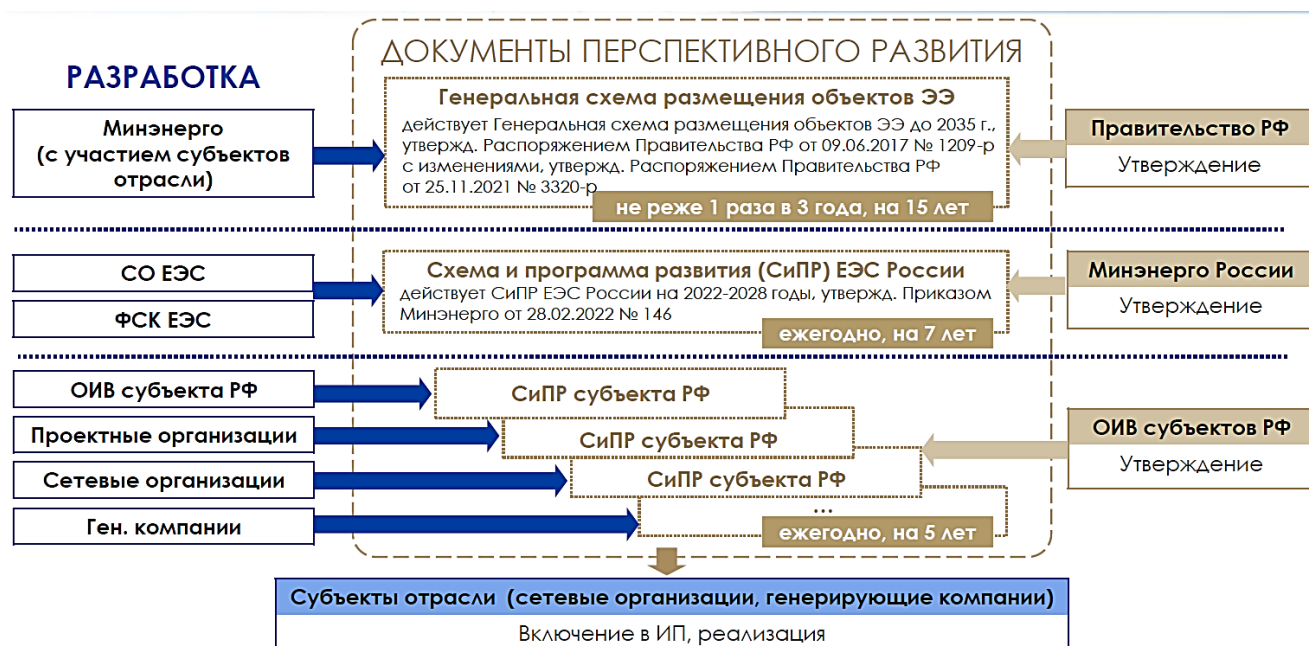 ДОКУМЕНТЫ ПЕРСПЕКТИВНОГО РАЗВИТИЯ
РАЗРАБОТКА
Минэнерго
(с участием субъектов
отрасли)
Генеральная схема размещения объектов ЭЭ
действует Генеральная схема размещения объектов ЭЭ до 2035 г.,
утвержд. Распоряжением Правительства РФ от 09.06.2017 № 1209-р
с изменениями, утвержд. Распоряжением Правительства РФ
от 25.11.2021 № 3320-р
не реже 1 раза в 3 года, на 15 лет
Правительство РФ
Утверждение
СО ЕЭС
ФСК ЕЭС
Схема и программа развития (СиПР) ЕЭС России
действует СиПР ЕЭС России на 2022-2028 годы, утвержд. Приказом
Минэнерго от 28.02.2022 № 146
ежегодно, на 7 лет
Минэнерго России
Утверждение
ОИВ субъекта РФ
Проектные организации
Сетевые организации
Ген. компании
СиПР субъекта РФ
СиПР субъекта РФ
СиПР субъекта РФ
...
ежегодно, на 5 лет
ОИВ субъектов РФ
Утверждение
Субъекты отрасли (сетевые организации, генерирующие компании)
Включение в ИП, реализация